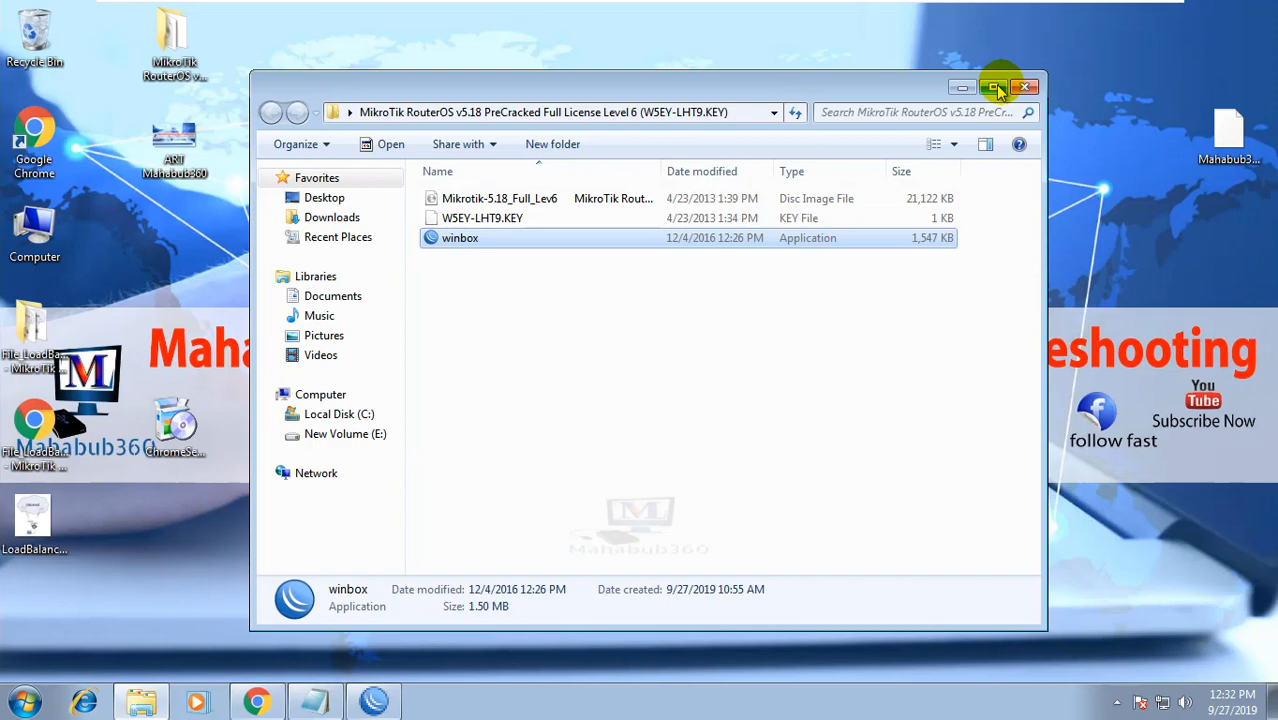 Recycle Bin
MikroTik
RouterOS v...
Google
Chrome
ART
Mahabub360
Computer
File_LoadBa...
- MikroTik ...
File_LoadBa...
- MikroTik ...
ChromeSe...
LoadBalanc...
Mahabub3...
Maha
eshooting
M
Mahabub360
You
Tube
Subscribe Now
follow fast
MikroTik RouterOS v5.18 PreCracked Full License Level 6 (W5EY-LHT9.KEY)
Search MikroTik RouterOS v5.18 PreCr...
Organize
Open
Share with
New folder
Favorites
Desktop
Downloads
Recent Places
Libraries
Documents
Music
Pictures
Videos
Computer
Local Disk (C:)
New Volume (E:)
Network
Name Date modified Type Size
Mikrotik-5.18_Full_Lev6 MikroTik Rout... 4/23/2013 1:39 PM Disc Image File 21,122 KB
W5EY-LHT9.KEY 4/23/2013 1:34 PM KEY File 1 KB
winbox 12/4/2016 12:26 PM Application 1,547 KB
M
Mahabub360
winbox Date modified: 12/4/2016 12:26 PM Date created: 9/27/2019 10:55 AM
Application Size: 1.50 MB
12:32 PM
9/27/2019